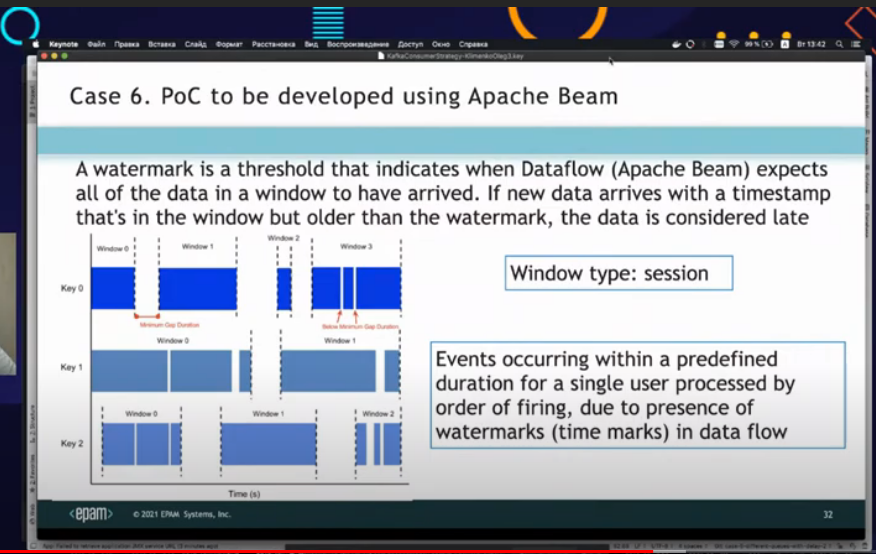 Keynote Файл Правка Вставка Слайд Формат Расстановка Вид Воспроизведение Доступ Окно Справка
99 % Вт 13:42
KafkaConsumerStrategy-KlimenkoOleg3.key
Case 6. PoC to be developed using Apache Beam
A watermark is a threshold that indicates when Dataflow (Apache Beam) expects
all of the data in a window to have arrived. If new data arrives with a timestamp
that's in the window but older than the watermark, the data is considered late
Window 0 Window 1 Window 2 Window 3
Key 0
Minimum Gap Duration
Below Minimum Gap Duration
Window 0 Window 1
Key 1
Window 0 Window 1 Window 2
Key 2
Time (s)
Window type: session
Events occurring within a predefined
duration for a single user processed by
order of firing, due to presence of
watermarks (time marks) in data flow
<epam> © 2021 EPAM Systems, Inc.
32